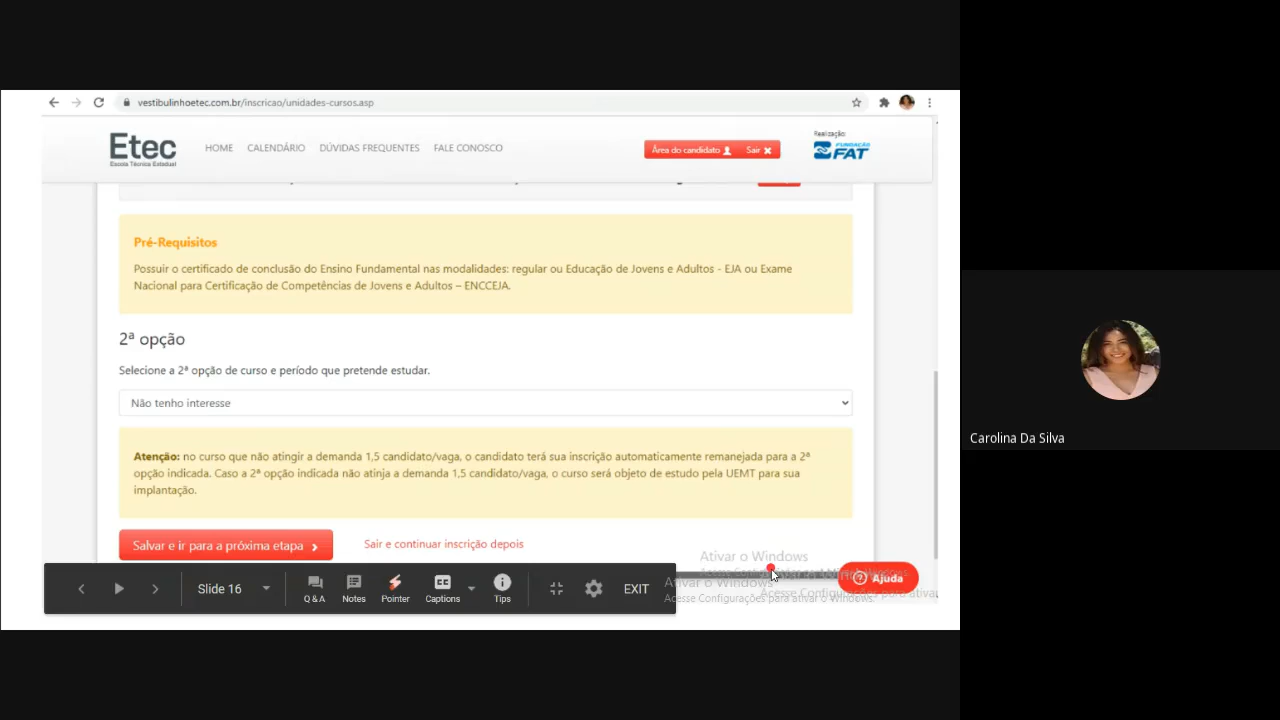 vestibulinhoetec.com.br/inscricao/unidades-cursos.asp
Etec
Escola Técnica Estadual
HOME CALENDÁRIO DÚVIDAS FREQUENTES FALE CONOSCO
Área do candidato Sair
Realização
FUNDAÇÃO
FAT
Pré-Requisitos
Possuir o certificado de conclusão do Ensino Fundamental nas modalidades: regular ou Educação de Jovens e Adultos - EJA ou Exame
Nacional para Certificação de Competências de Jovens e Adultos – ENCCEJA.
2ª opção
Selecione a 2ª opção de curso e período que pretende estudar.
Não tenho interesse
Atenção: no curso que não atingir a demanda 1,5 candidato/vaga, o candidato terá sua inscrição automaticamente remanejada para a 2ª
opção indicada. Caso a 2ª opção indicada não atinja a demanda 1,5 candidato/vaga, o curso será objeto de estudo pela UEMT para sua
implantação.
Salvar e ir para a próxima etapa
Sair e continuar inscrição depois
Ativar o Windows
Ativar o Windows
Acesse Configurações para ativar o Windows.
Acesse Configurações para ativa
Ajuda
Slide 16
Q & A
Notes
Pointer
Captions
Tips
EXIT
Carolina Da Silva